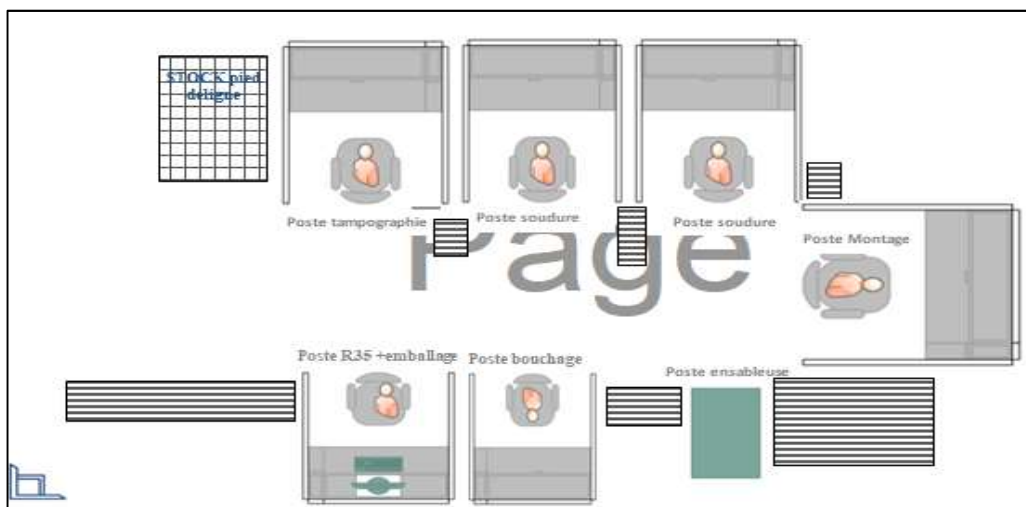 STOCK pied
deligne
Poste tampographie
Poste soudure
Poste soudure
Poste Montage
Page
Poste R35 +emballage
Poste bouchage
Poste ensableuse